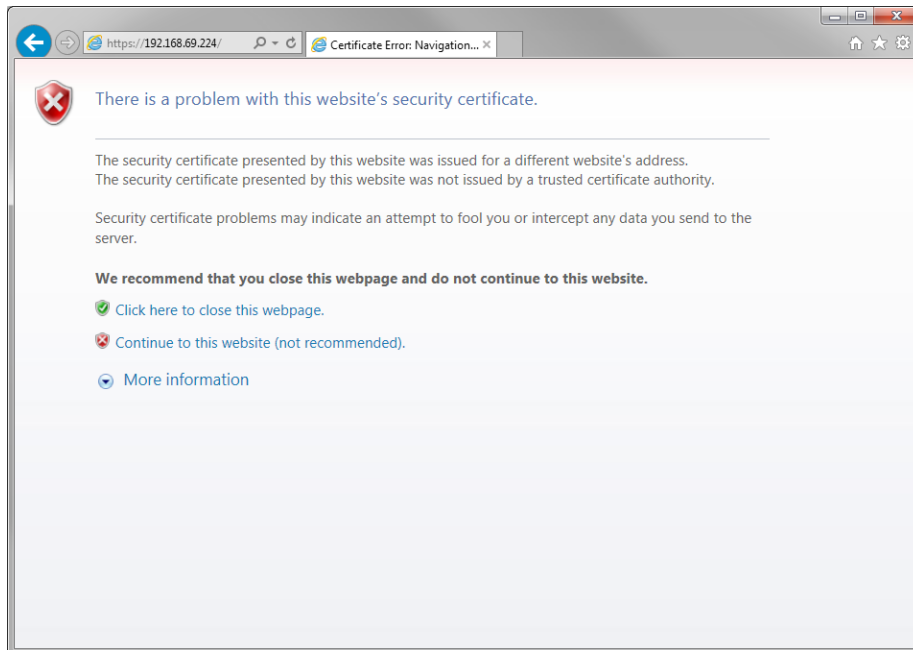 https://192.168.69.224/
Certificate Error: Navigation...
There is a problem with this website's security certificate.
The security certificate presented by this website was issued for a different website's address.
The security certificate presented by this website was not issued by a trusted certificate authority.
Security certificate problems may indicate an attempt to fool you or intercept any data you send to the
server.
We recommend that you close this webpage and do not continue to this website.
Click here to close this webpage.
Continue to this website (not recommended).
More information